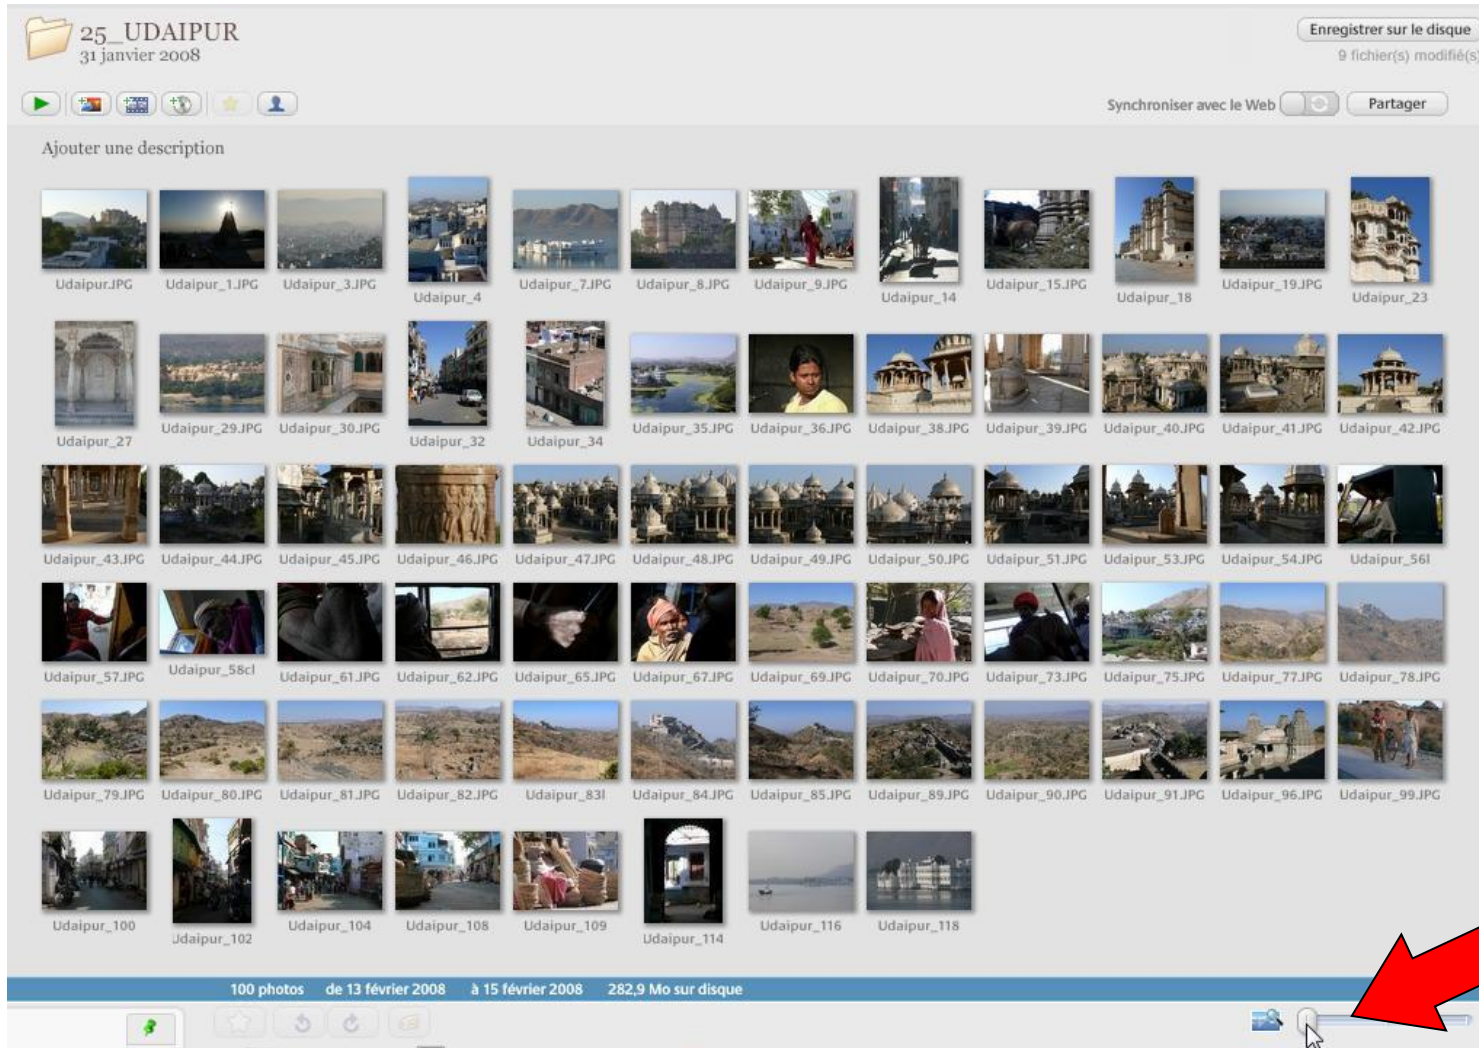 25_UDAIPUR
Enregistrer sur le disque
31 janvier 2008
9 fichier(s) modifié(s)
Synchroniser avec le Web
Partager
Ajouter une description
Udaipur.JPG Udaipur_1.JPG Udaipur_3.JPG Udaipur_4 Udaipur_7.JPG Udaipur_8.JPG Udaipur_9.JPG Udaipur_14 Udaipur_15.JPG Udaipur_18 Udaipur_19.JPG Udaipur_23
Udaipur_27 Udaipur_29.JPG Udaipur_30.JPG Udaipur_32 Udaipur_34 Udaipur_35.JPG Udaipur_36.JPG Udaipur_38.JPG Udaipur_39.JPG Udaipur_40.JPG Udaipur_41.JPG Udaipur_42.JPG
Udaipur_43.JPG Udaipur_44.JPG Udaipur_45.JPG Udaipur_46.JPG Udaipur_47.JPG Udaipur_48.JPG Udaipur_49.JPG Udaipur_50.JPG Udaipur_51.JPG Udaipur_53.JPG Udaipur_54.JPG Udaipur_56l
Udaipur_57.JPG Udaipur_58cl Udaipur_61.JPG Udaipur_62.JPG Udaipur_65.JPG Udaipur_67.JPG Udaipur_69.JPG Udaipur_70.JPG Udaipur_73.JPG Udaipur_75.JPG Udaipur_77.JPG Udaipur_78.JPG
Udaipur_79.JPG Udaipur_80.JPG Udaipur_81.JPG Udaipur_82.JPG Udaipur_83l Udaipur_84.JPG Udaipur_85.JPG Udaipur_89.JPG Udaipur_90.JPG Udaipur_91.JPG Udaipur_96.JPG Udaipur_99.JPG
Udaipur_100 Udaipur_102 Udaipur_104 Udaipur_108 Udaipur_109 Udaipur_114 Udaipur_116 Udaipur_118
100 photos de 13 février 2008 à 15 février 2008 282,9 Mo sur disque